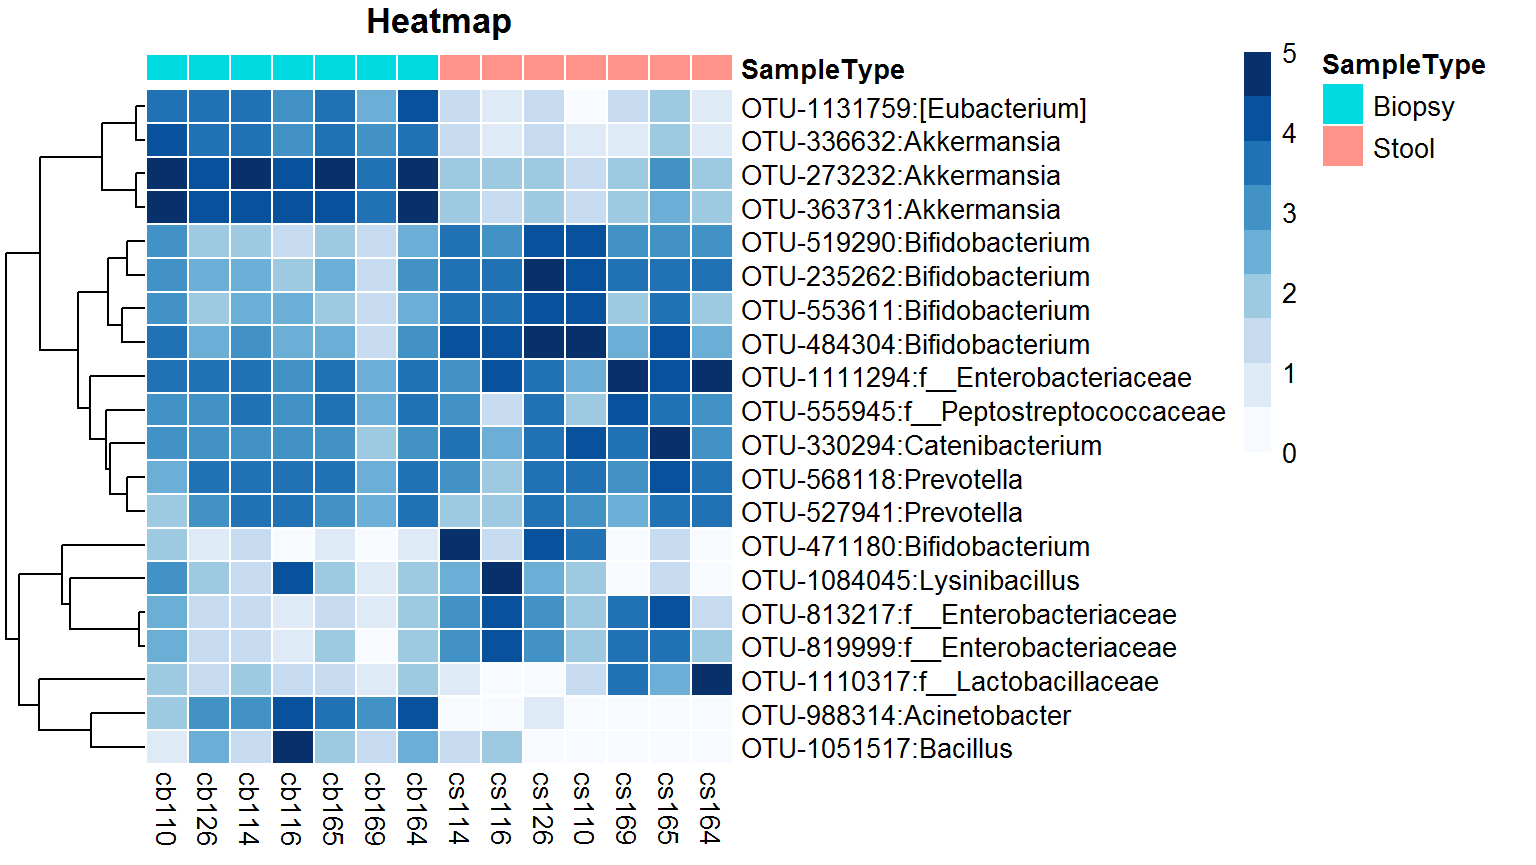 Heatmap
SampleType
OTU-1131759:[Eubacterium]
OTU-336632:Akkermansia
OTU-273232:Akkermansia
OTU-363731:Akkermansia
OTU-519290:Bifidobacterium
OTU-235262:Bifidobacterium
OTU-553611:Bifidobacterium
OTU-484304:Bifidobacterium
OTU-1111294:f__Enterobacteriaceae
OTU-555945:f__Peptostreptococcaceae
OTU-330294:Catenibacterium
OTU-568118:Prevotella
OTU-527941:Prevotella
OTU-471180:Bifidobacterium
OTU-1084045:Lysinibacillus
OTU-813217:f__Enterobacteriaceae
OTU-819999:f__Enterobacteriaceae
OTU-1110317:f__Lactobacillaceae
OTU-988314:Acinetobacter
OTU-1051517:Bacillus
cb110
cb126
cb114
cb116
cb165
cb169
cb164
cs114
cs116
cs126
cs110
cs169
cs165
cs164
5
4
3
2
1
0
SampleType
Biopsy
Stool